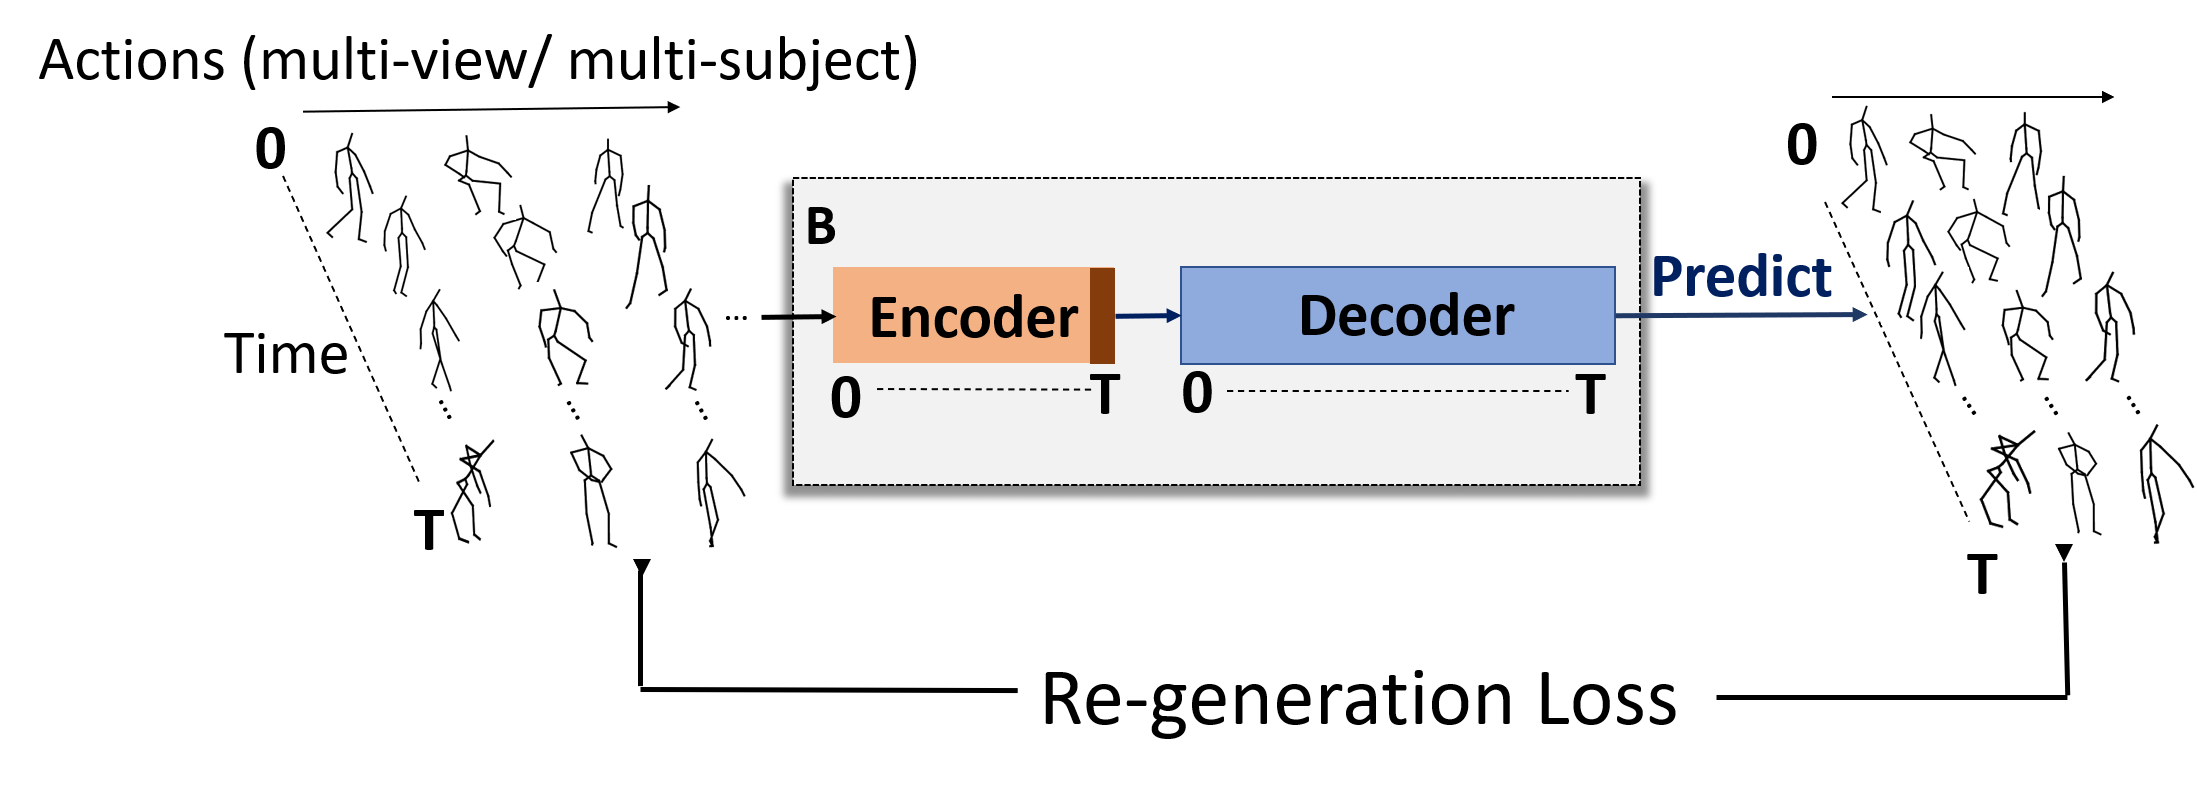 Actions (multi-view/ multi-subject)
0
0
B
Predict
Encoder
Decoder
...
Time
0
T
0
T
T
T
Re-generation Loss